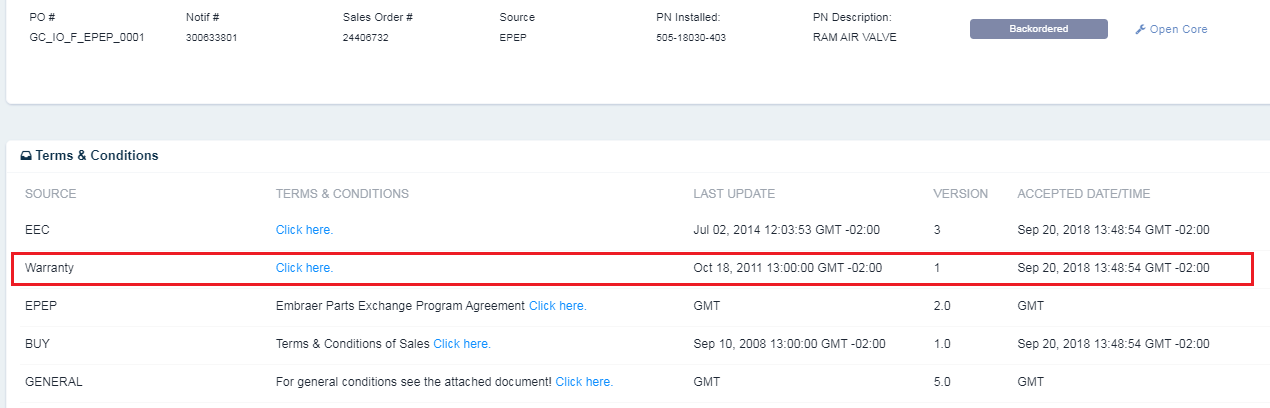 PO # Notif # Sales Order # Source PN Installed: PN Description:
GC_IO_F_EPEP_0001 300633801 24406732 EPEP 505-18030-403 RAM AIR VALVE Backordered Open Core
Terms & Conditions
SOURCE TERMS & CONDITIONS LAST UPDATE VERSION ACCEPTED DATE/TIME
EEC Click here. Jul 02, 2014 12:03:53 GMT -02:00 3 Sep 20, 2018 13:48:54 GMT -02:00
Warranty Click here. Oct 18, 2011 13:00:00 GMT -02:00 1 Sep 20, 2018 13:48:54 GMT -02:00
EPEP Embraer Parts Exchange Program Agreement Click here. GMT 2.0 GMT
BUY Terms & Conditions of Sales Click here. Sep 10, 2008 13:00:00 GMT -02:00 1.0 Sep 20, 2018 13:48:54 GMT -02:00
GENERAL For general conditions see the attached document! Click here. GMT 5.0 GMT